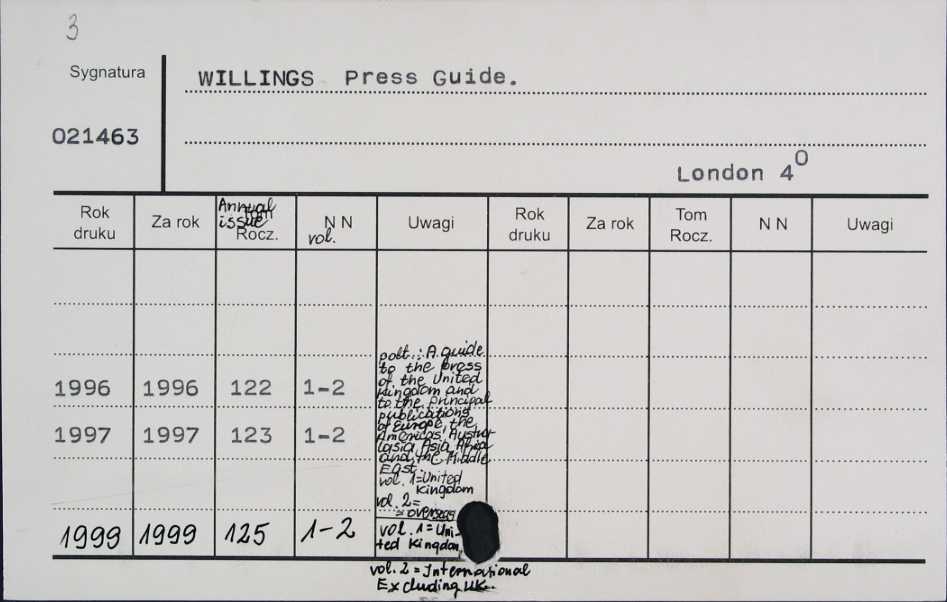 3
Sygnatura
WILLINGS Press Guide.
021463
London 4º
Rok druku Za rok Annual issue Tom Rocz. N N vol. Uwagi Rok druku Za rok Tom Rocz. N N Uwagi
podt.: A guide
to the press
of the United
Kingdom and
to the Principal
publications
of Europe, the
Americas, Austra-
lasia, Asia, Africa
and the Middle
East.
1996 1996 122 1-2
1997 1997 123 1-2
vol. 1=United
Kingdom
vol. 2=
=overseas
1999 1999 125 1-2
vol. 1=Uni-
ted Kingdom,
vol. 2=International
Excluding UK.